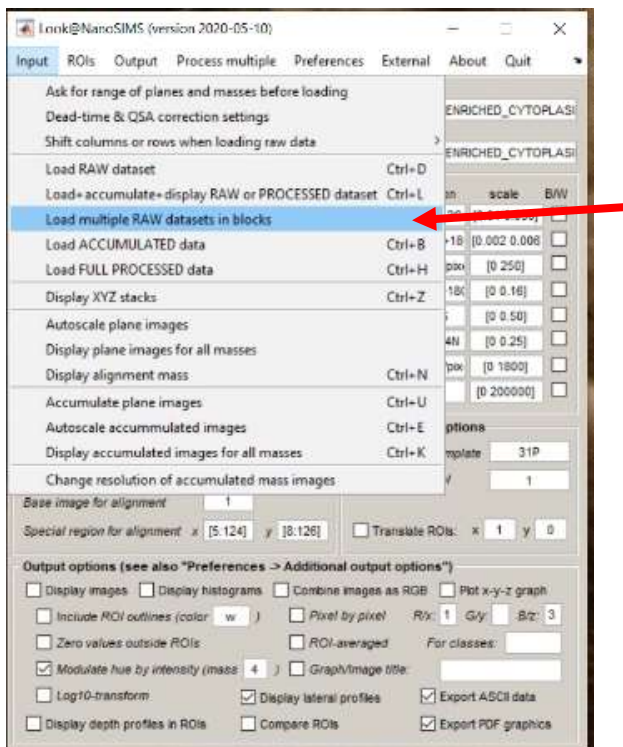 Look@NanoSIMS (version 2020-05-10)
Input ROIs Output Process multiple Preferences External About Quit
Ask for range of planes and masses before loading
Dead-time & QSA correction settings
ENRICHED_CYTOPLASI
Shift columns or rows when loading raw data
ENRICHED_CYTOPLASI
Load RAW dataset Ctrl+D
Load+accumulate+display RAW or PROCESSED dataset Ctrl+L
scale B/W
Load multiple RAW datasets in blocks
Load ACCUMULATED data Ctrl+B
+18 [0.002 0.006
Load FULL PROCESSED data Ctrl+H
[0 250]
Display XYZ stacks Ctrl+Z
[0 0.16]
Autoscale plane images
[0 0.50]
Display plane images for all masses
4N [0 0.25]
Display alignment mass Ctrl+N
[0 1800]
Accumulate plane images Ctrl+U
[0 200000]
Autoscale accummulated images Ctrl+E
ptions
Display accumulated images for all masses Ctrl+K
mplate 31P
Change resolution of accumulated mass images
1
Base image for alignment 1
Special region for alignment x [5:124] y [8:126] Translate ROIs: x 1 y 0
Output options (see also "Preferences -> Additional output options")
Display images Display histograms Combine images as RGB Plot x-y-z graph
Include ROI outlines (color w ) Pixel by pixel R/x: 1 G/y: B/z: 3
Zero values outside ROIs ROI-averaged For classes:
Modulate hue by intensity (mass 4 ) Graph/Image title:
Log10-transform Display lateral profiles Export ASCII data
Display depth profiles in ROIs Compare ROIs Export PDF graphics